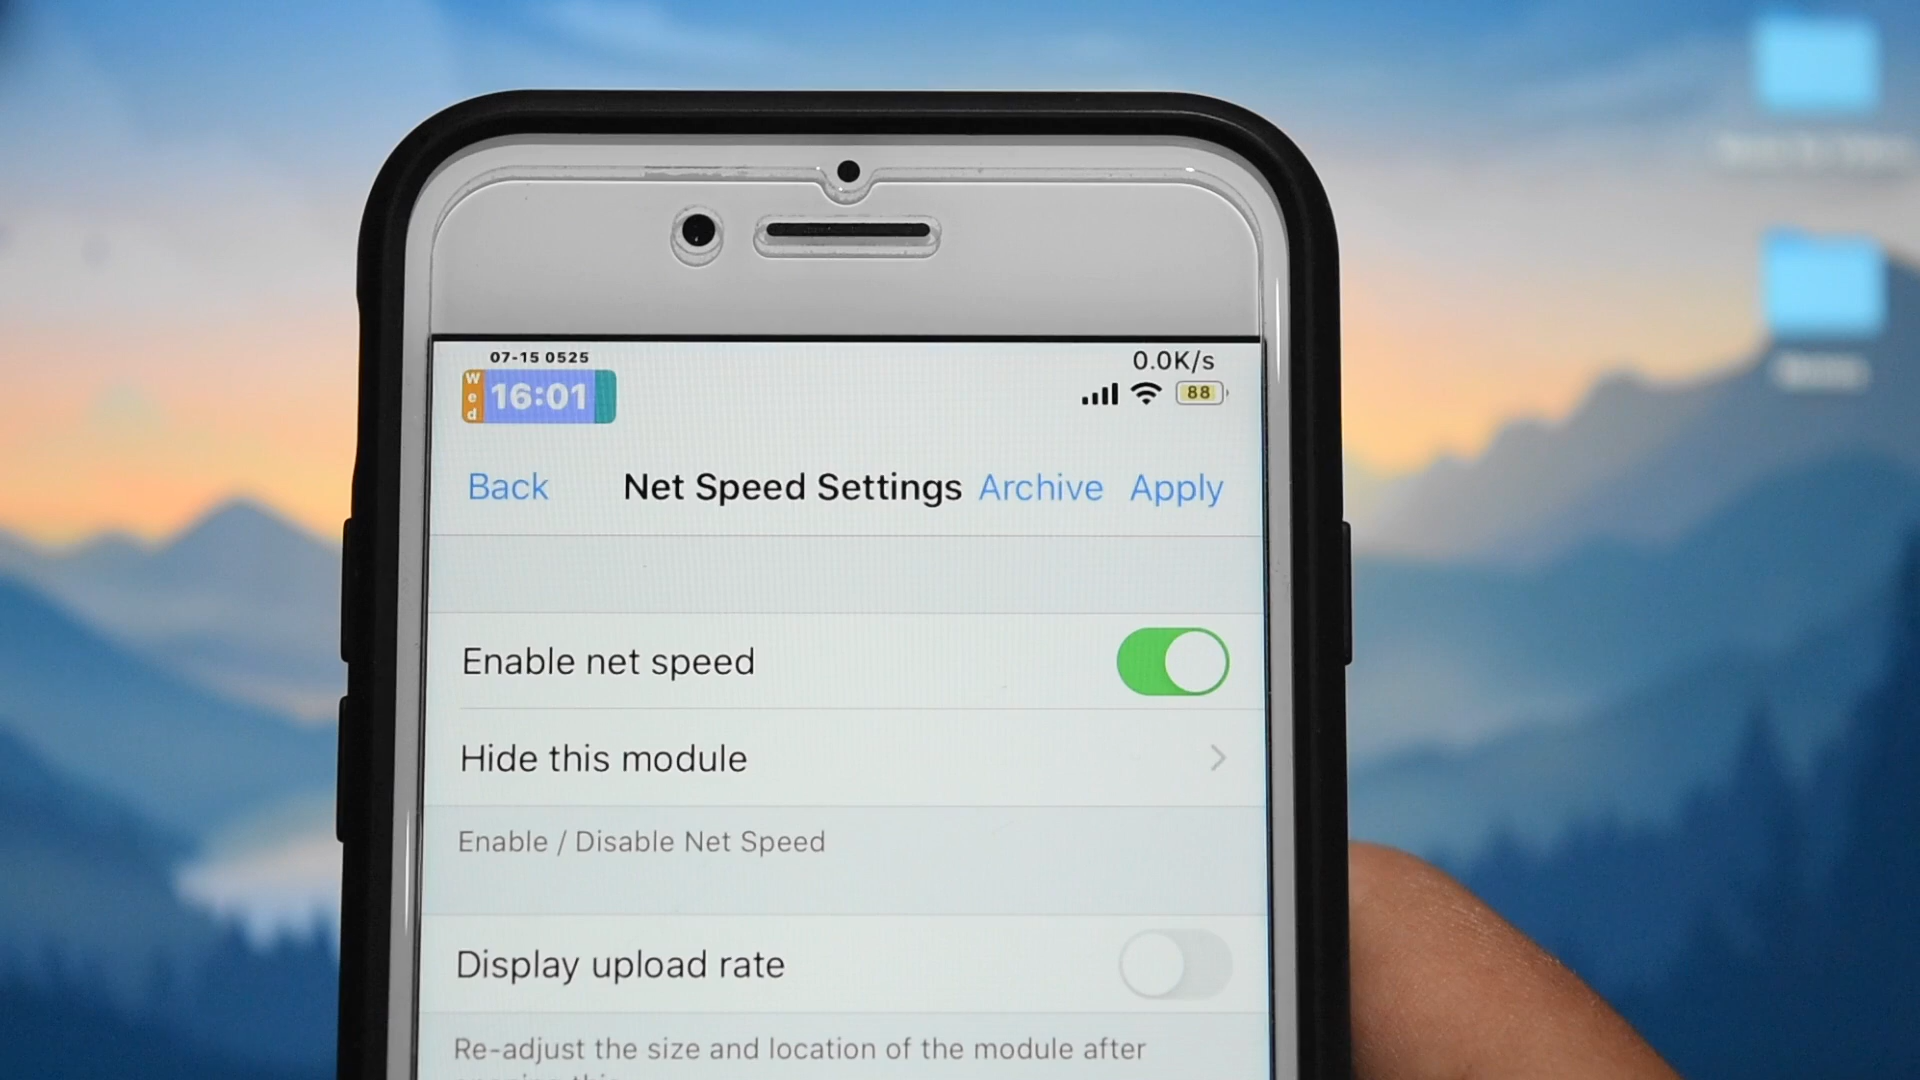 07-15 0525
0.0K/s
Wed
16:01
88
Back
Net Speed Settings
Archive
Apply
Enable net speed
Hide this module
Enable / Disable Net Speed
Display upload rate
Re-adjust the size and location of the module after